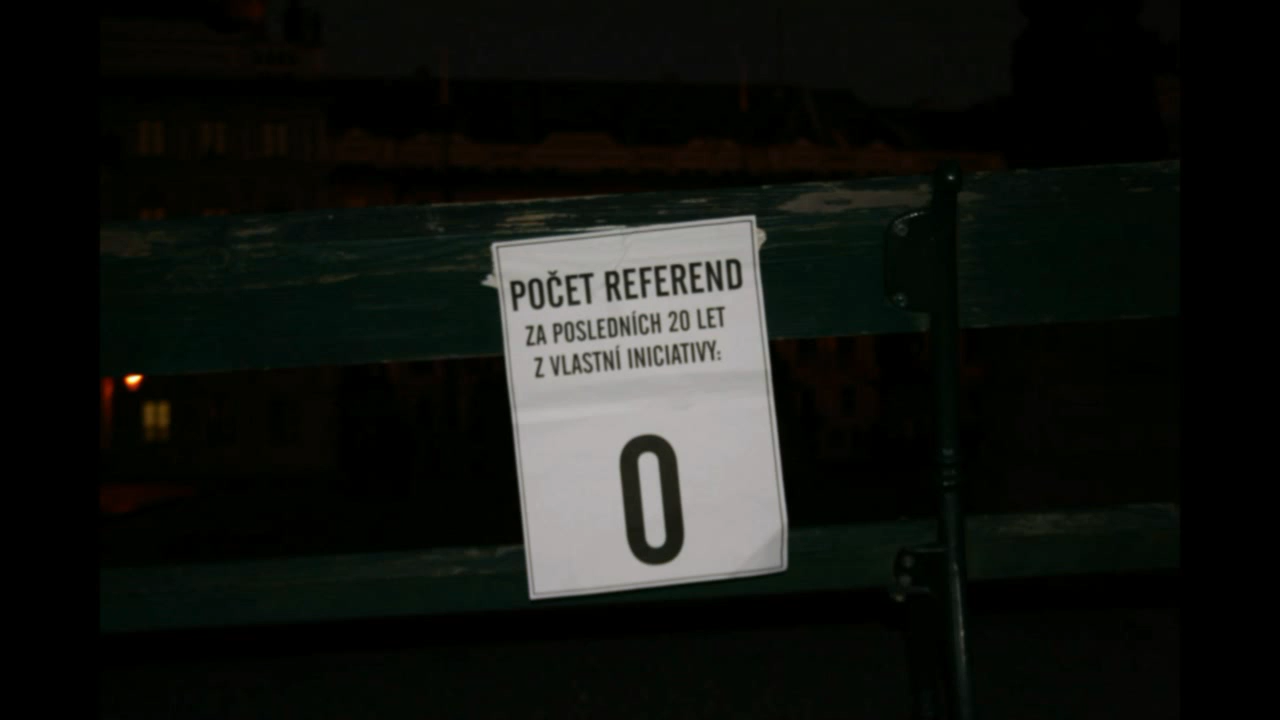 POČET REFEREND
ZA POSLEDNÍCH 20 LET
Z VLASTNÍ INICIATIVY:
0